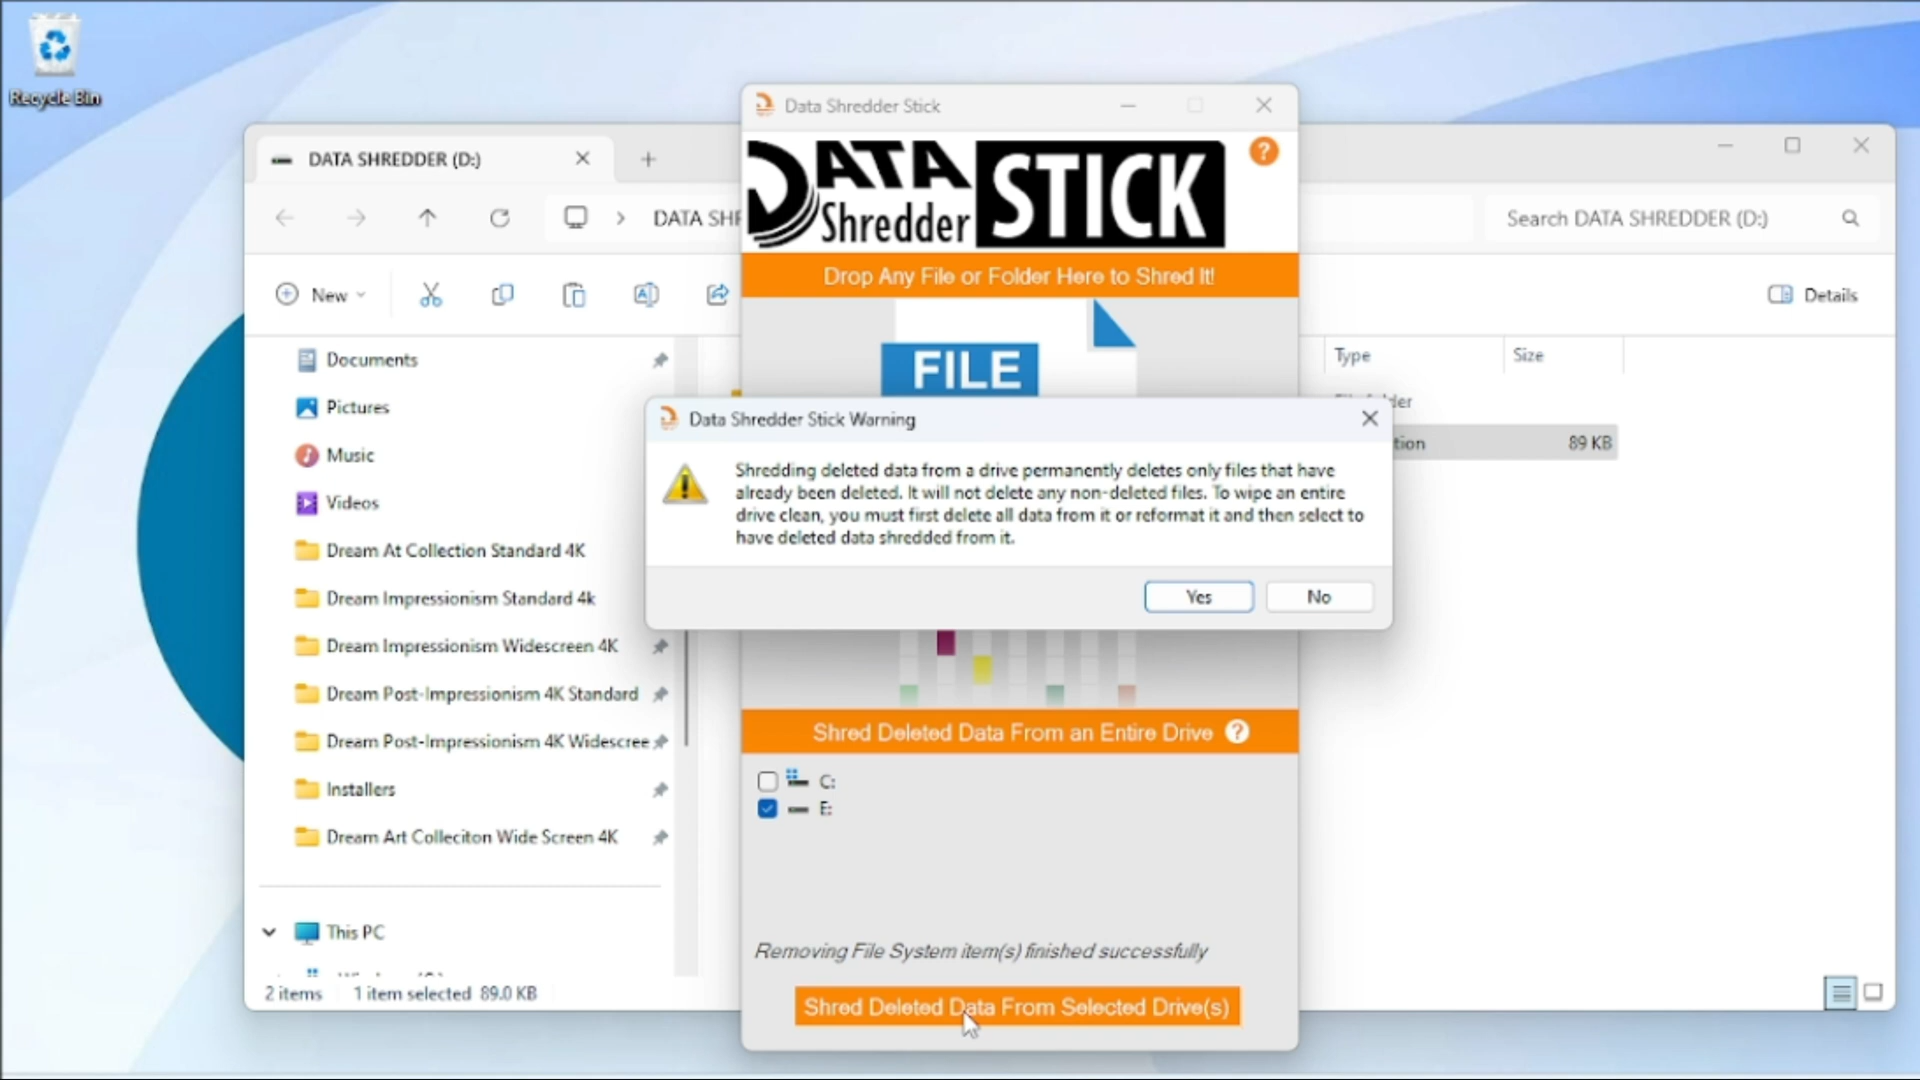 Recycle Bin
Data Shredder Stick
DATA SHREDDER (D:)
DATA Shredder STICK
?
DATA SHR
Search DATA SHREDDER (D:)
Drop Any File or Folder Here to Shred It!
New
Details
FILE
Type
Size
Documents
Pictures
Music
Videos
Dream At Collection Standard 4K
Dream Impressionism Standard 4k
Dream Impressionism Widescreen 4K
Dream Post-Impressionism 4K Standard
Dream Post-Impressionism 4K Widescree
Installers
Dream Art Colleciton Wide Screen 4K
This PC
2 items
1 item selected 89.0 KB
lder
tion
89 KB
Data Shredder Stick Warning
Shredding deleted data from a drive permanently deletes only files that have
already been deleted. It will not delete any non-deleted files. To wipe an entire
drive clean, you must first delete all data from it or reformat it and then select to
have deleted data shredded from it.
Yes
No
Shred Deleted Data From an Entire Drive ?
C:
E:
Removing File System item(s) finished successfully
Shred Deleted Data From Selected Drive(s)